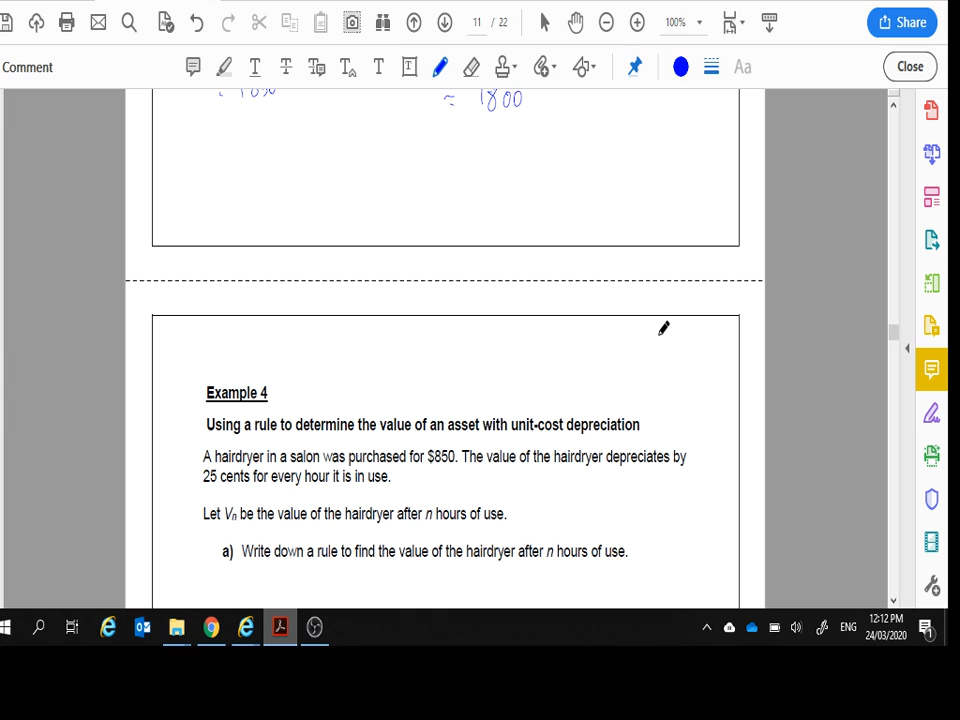 11 / 22
100%
Share
Comment
Aa
Close
≈ 1800
Example 4
Using a rule to determine the value of an asset with unit-cost depreciation
A hairdryer in a salon was purchased for $850. The value of the hairdryer depreciates by
25 cents for every hour it is in use.
Let Vn be the value of the hairdryer after n hours of use.
a) Write down a rule to find the value of the hairdryer after n hours of use.
ENG
12:12 PM
24/03/2020
1